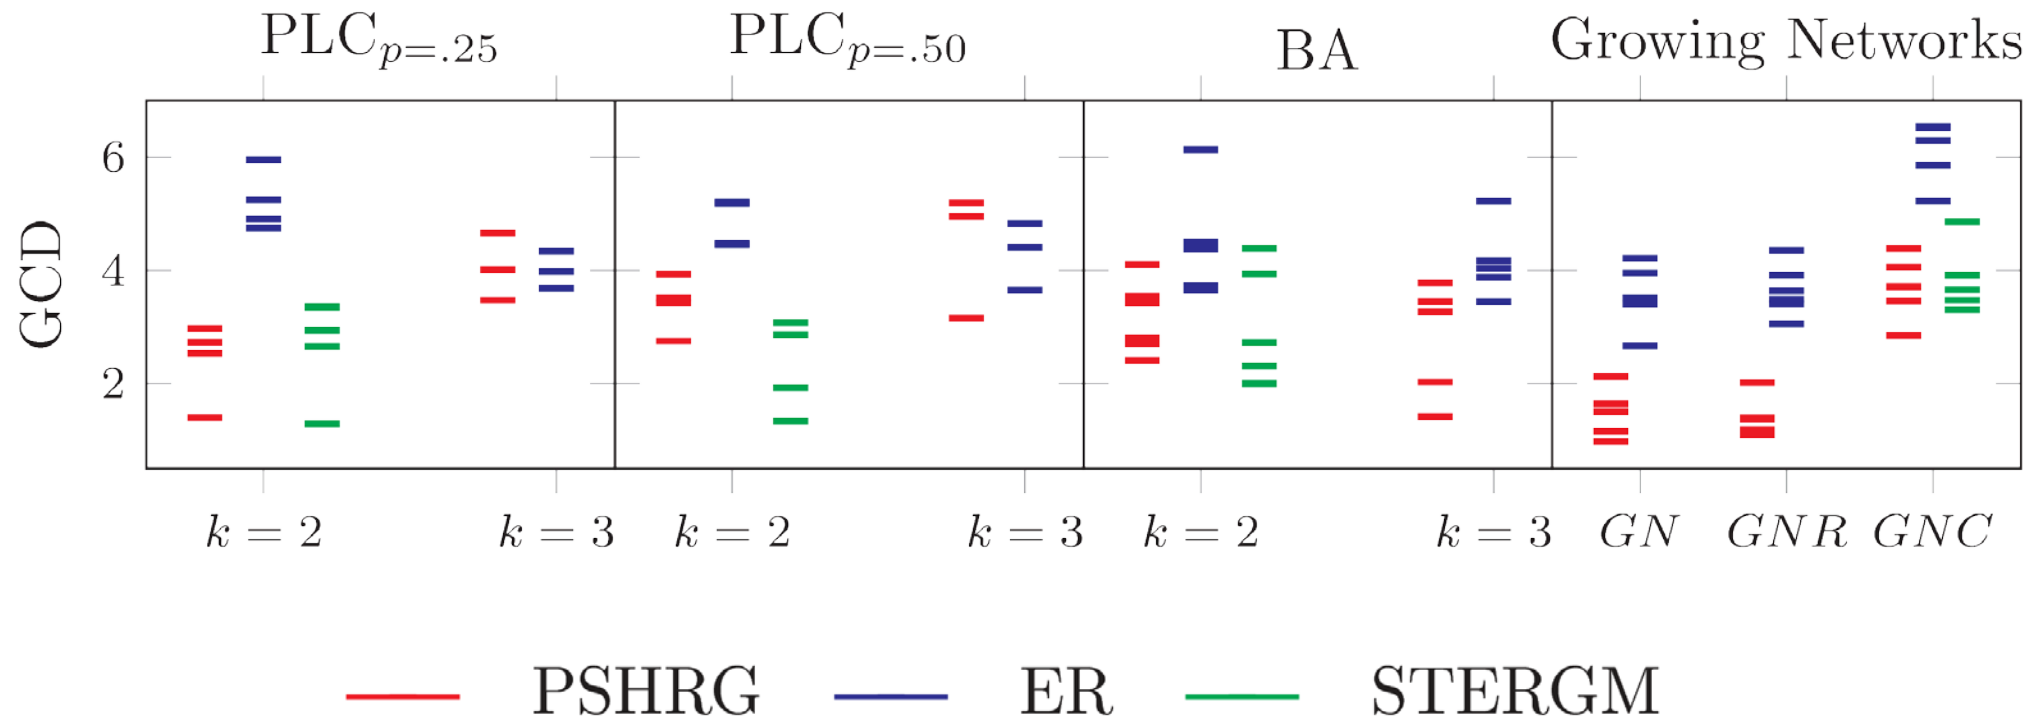 PLCp=.25 PLCp=.50 BA Growing Networks
GCD
6
4
2
k = 2 k = 3 k = 2 k = 3 k = 2 k = 3 GN GNR GNC
PSHRG ER STERGM